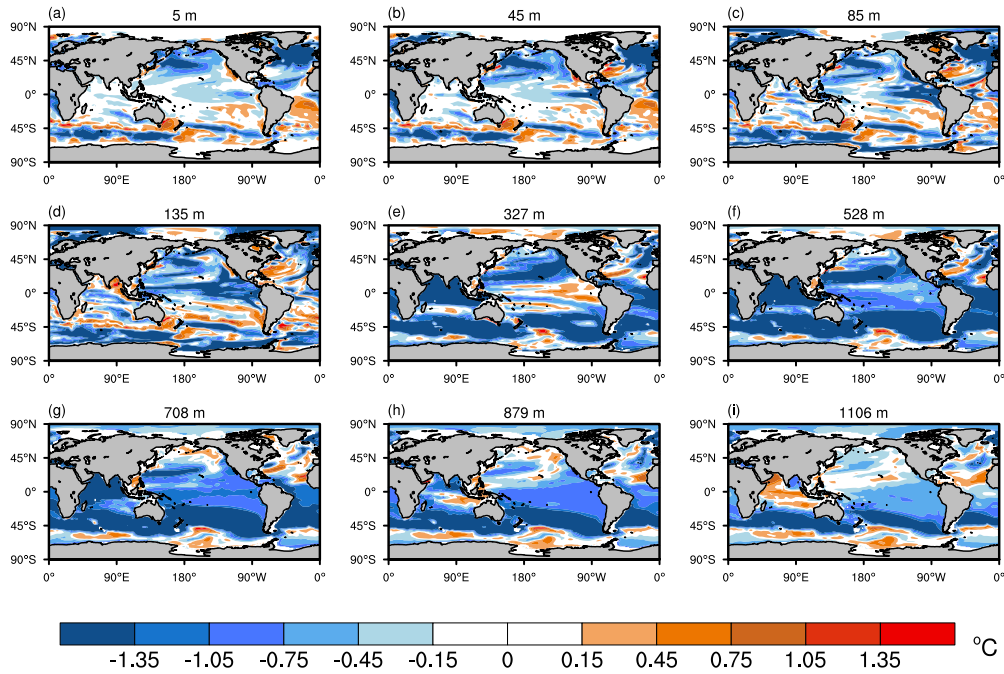 (a) 5 m (b) 45 m (c) 85 m
90°N 90°N 90°N
45°N 45°N 45°N
0° 0° 0°
45°S 45°S 45°S
90°S 90°S 90°S
0° 90°E 180° 90°W 0° 0° 90°E 180° 90°W 0° 0° 90°E 180° 90°W 0°
(d) 135 m (e) 327 m (f) 528 m
90°N 90°N 90°N
45°N 45°N 45°N
0° 0° 0°
45°S 45°S 45°S
90°S 90°S 90°S
0° 90°E 180° 90°W 0° 0° 90°E 180° 90°W 0° 0° 90°E 180° 90°W 0°
(g) 708 m (h) 879 m (i) 1106 m
90°N 90°N 90°N
45°N 45°N 45°N
0° 0° 0°
45°S 45°S 45°S
90°S 90°S 90°S
0° 90°E 180° 90°W 0° 0° 90°E 180° 90°W 0° 0° 90°E 180° 90°W 0°
-1.35 -1.05 -0.75 -0.45 -0.15 0 0.15 0.45 0.75 1.05 1.35 °C